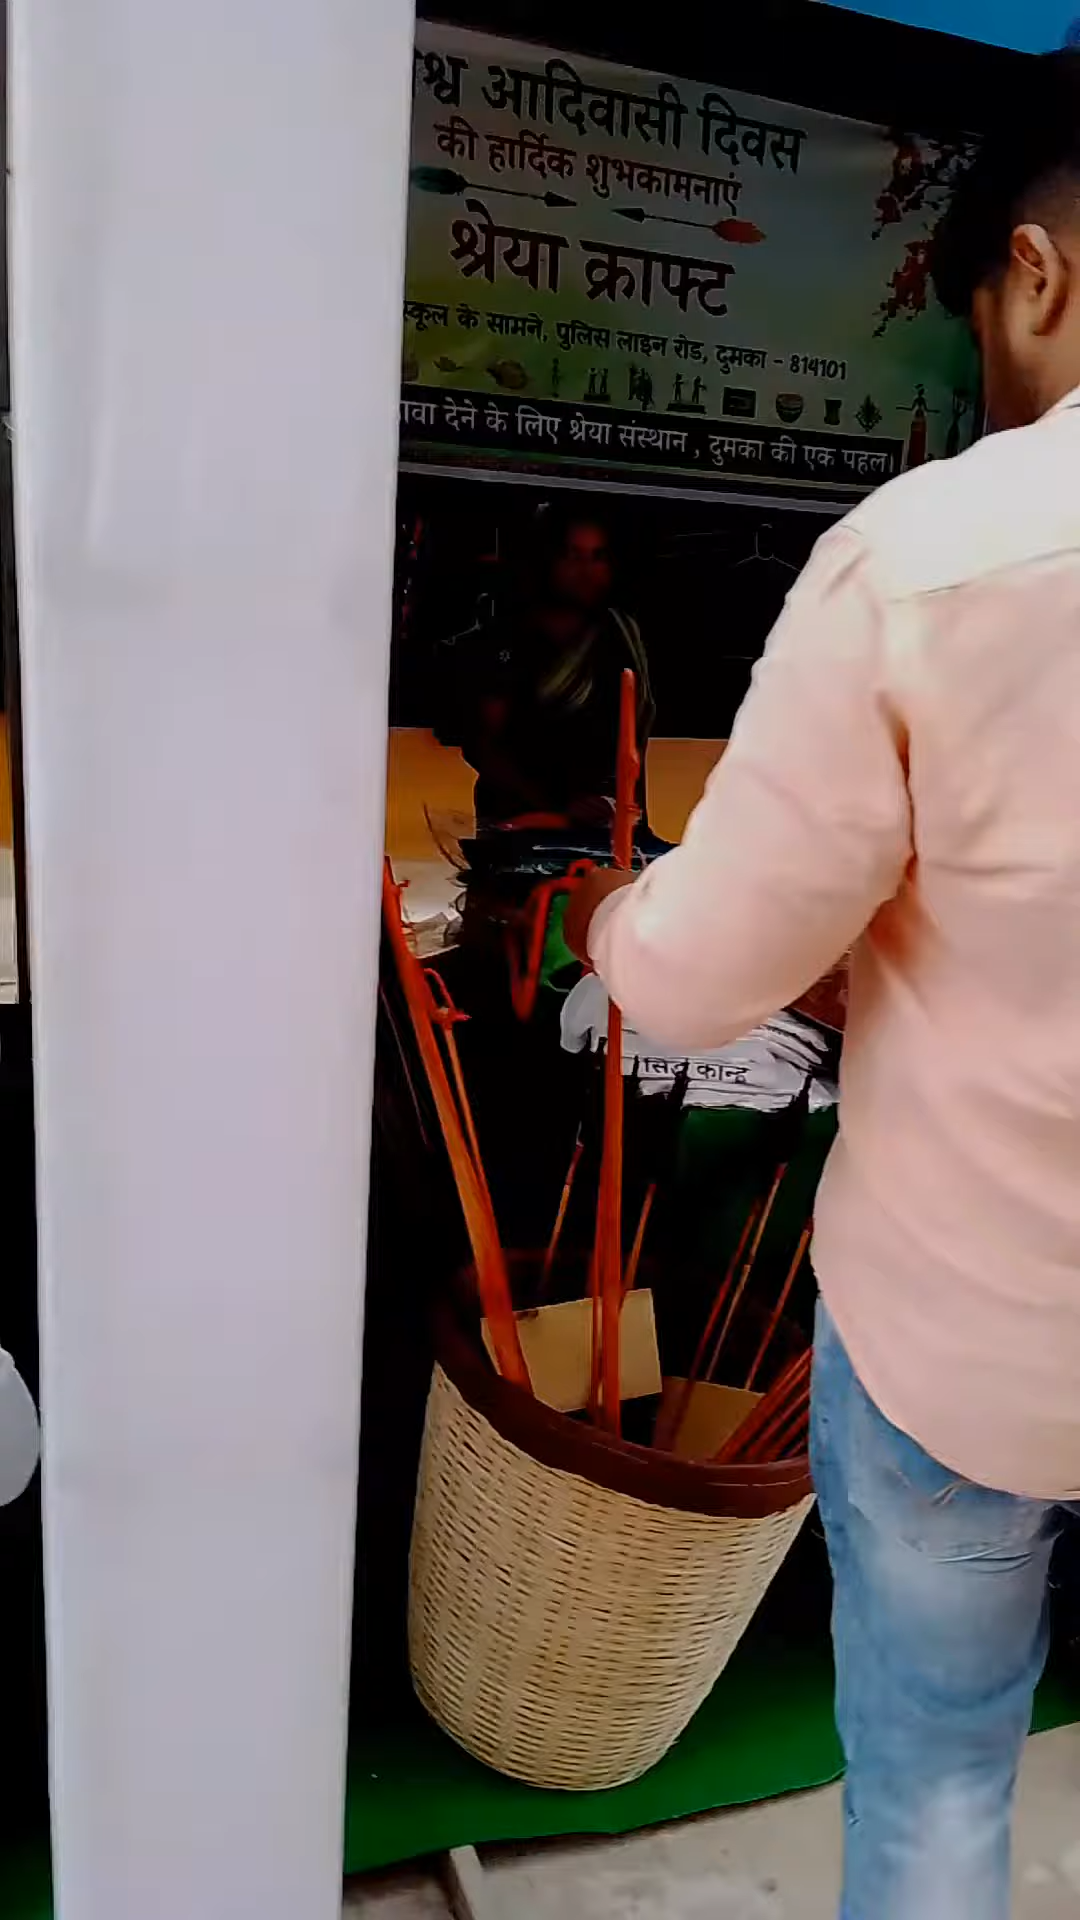 आदिवासी दिवस
की हार्दिक शुभकामनाएं
श्रेया क्राफ्ट
स्कूल के सामने, पुलिस लाइन रोड, दुमका - 814101
देने के लिए श्रेया संस्थान, दुमका की एक पहल।
कान्हू